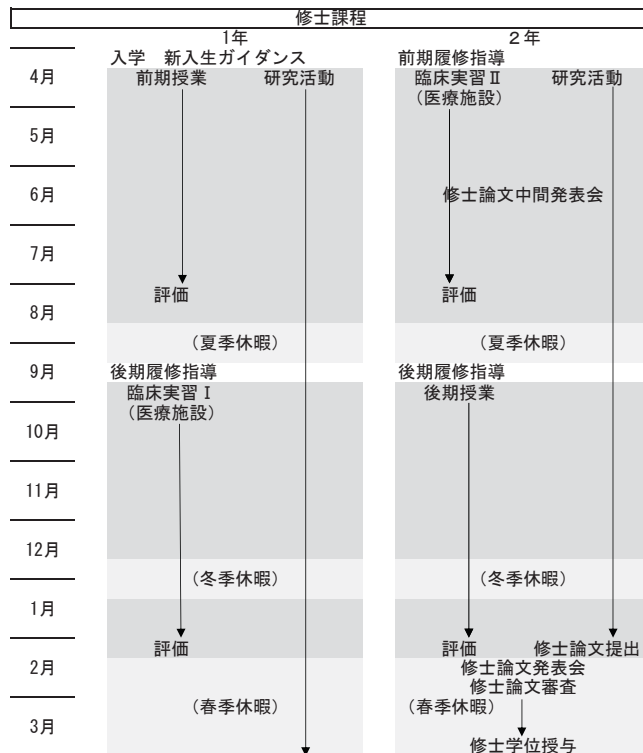 修士課程
1年 2年
入学 新入生ガイダンス 前期履修指導
4月 前期授業 研究活動 臨床実習Ⅱ 研究活動
(医療施設)
5月
6月 修士論文中間発表会
7月
評価 評価
8月
(夏季休暇) (夏季休暇)
9月 後期履修指導 後期履修指導
臨床実習Ⅰ 後期授業
(医療施設)
10月
11月
12月
(冬季休暇) (冬季休暇)
1月
評価 評価 修士論文提出
2月 修士論文発表会
修士論文審査
(春季休暇) (春季休暇)
3月
修士学位授与